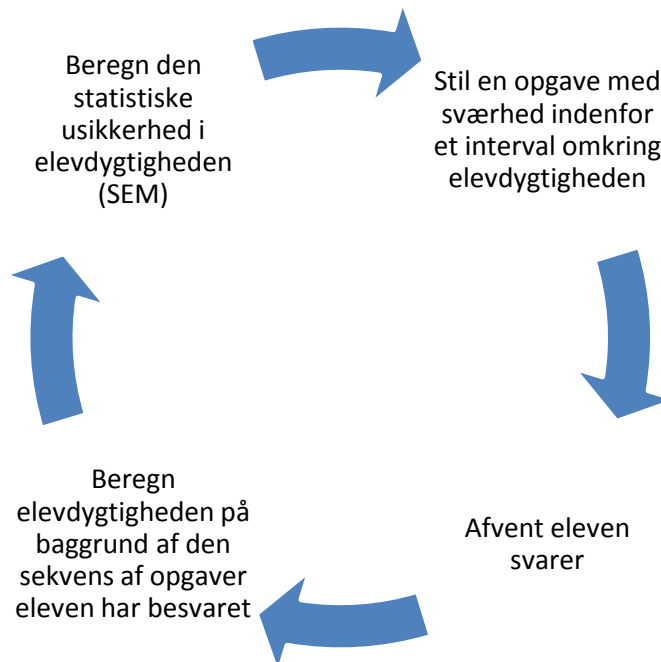 Beregn den
statistiske
usikkerhed i
elevdygtigheden
(SEM)
Stil en opgave med
sværhed indenfor
et interval omkring
elevdygtigheden
Afvent eleven
svarer
Beregn
elevdygtigheden på
baggrund af den
sekvens af opgaver
eleven har besvaret